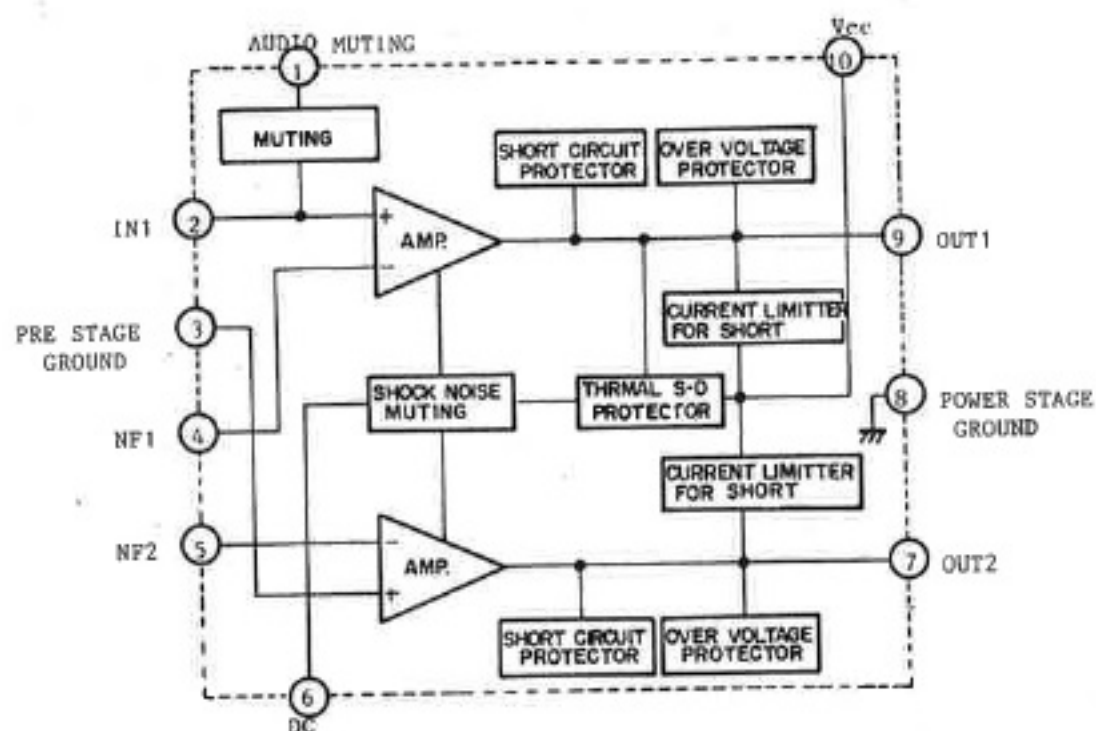 AUDIO MUTING
Vcc
1
10
MUTING
SHORT CIRCUIT
PROTECTOR
OVER VOLTAGE
PROTECTOR
IN1
2
+
AMP.
-
9
OUT1
PRE STAGE
GROUND
3
CURRENT LIMITTER
FOR SHORT
SHOCK NOISE
MUTING
THRMAL S-D
PROTECTOR
8
POWER STAGE
GROUND
NF1
4
CURRENT LIMITTER
FOR SHORT
NF2
5
-
AMP.
+
7
OUT2
SHORT CIRCUIT
PROTECTOR
OVER VOLTAGE
PROTECTOR
6
DC